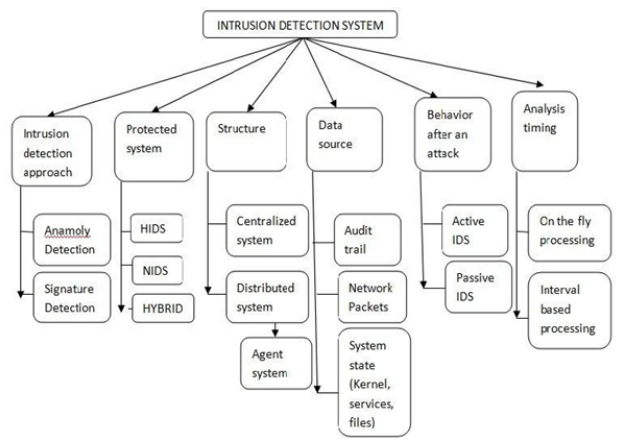 INTRUSION DETECTION SYSTEM
Intrusion
detection
approach
Protected
system
Structure
Data
source
Behavior
after an
attack
Analysis
timing
Anamoly
Detection
Signature
Detection
HIDS
NIDS
HYBRID
Centralized
system
Distributed
system
Agent
system
Audit
trail
Network
Packets
System
state
(Kernel,
services,
files)
Active
IDS
Passive
IDS
On the fly
processing
Interval
based
processing